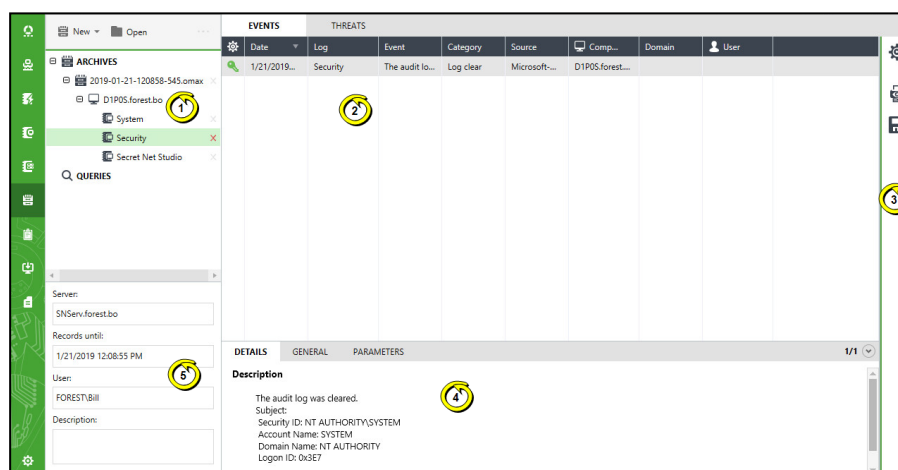 New Open
ARCHIVES
2019-01-21-120858-545.omax
D1P0S.forest.bo
System
Security
Secret Net Studio
QUERIES
1
Server:
SNServ.forest.bo
Records until:
1/21/2019 12:08:55 PM
User:
FOREST\Bill
Description:
5
EVENTS THREATS
Date Log Event Category Source Comp... Domain User
1/21/2019... Security The audit lo... Log clear Microsoft-... D1P0S.forest....
2
3
DETAILS GENERAL PARAMETERS 1/1
Description
The audit log was cleared.
Subject:
Security ID: NT AUTHORITY\SYSTEM
Account Name: SYSTEM
Domain Name: NT AUTHORITY
Logon ID: 0x3E7
4